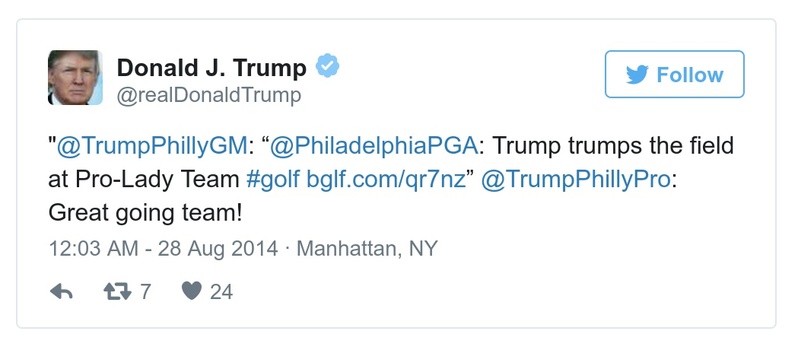 Donald J. Trump
@realDonaldTrump
Follow
"@TrumpPhillyGM: “@PhiladelphiaPGA: Trump trumps the field
at Pro-Lady Team #golf bglf.com/qr7nz” @TrumpPhillyPro:
Great going team!
12:03 AM - 28 Aug 2014 · Manhattan, NY
7 24